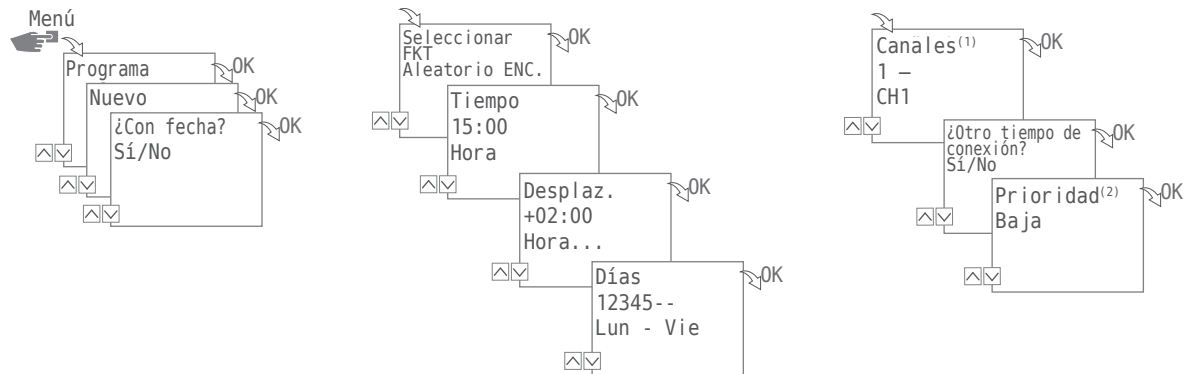 Menú
Programa
OK
Nuevo
OK
¿Con fecha?
Sí/No
OK
Seleccionar
FKT
Aleatorio ENC.
OK
Tiempo
15:00
Hora
OK
Desplaz.
+02:00
Hora...
OK
Días
12345--
Lun - Vie
OK
Canales(1)
1 –
CH1
OK
¿Otro tiempo de
conexión?
Sí/No
OK
Prioridad(2)
Baja
OK